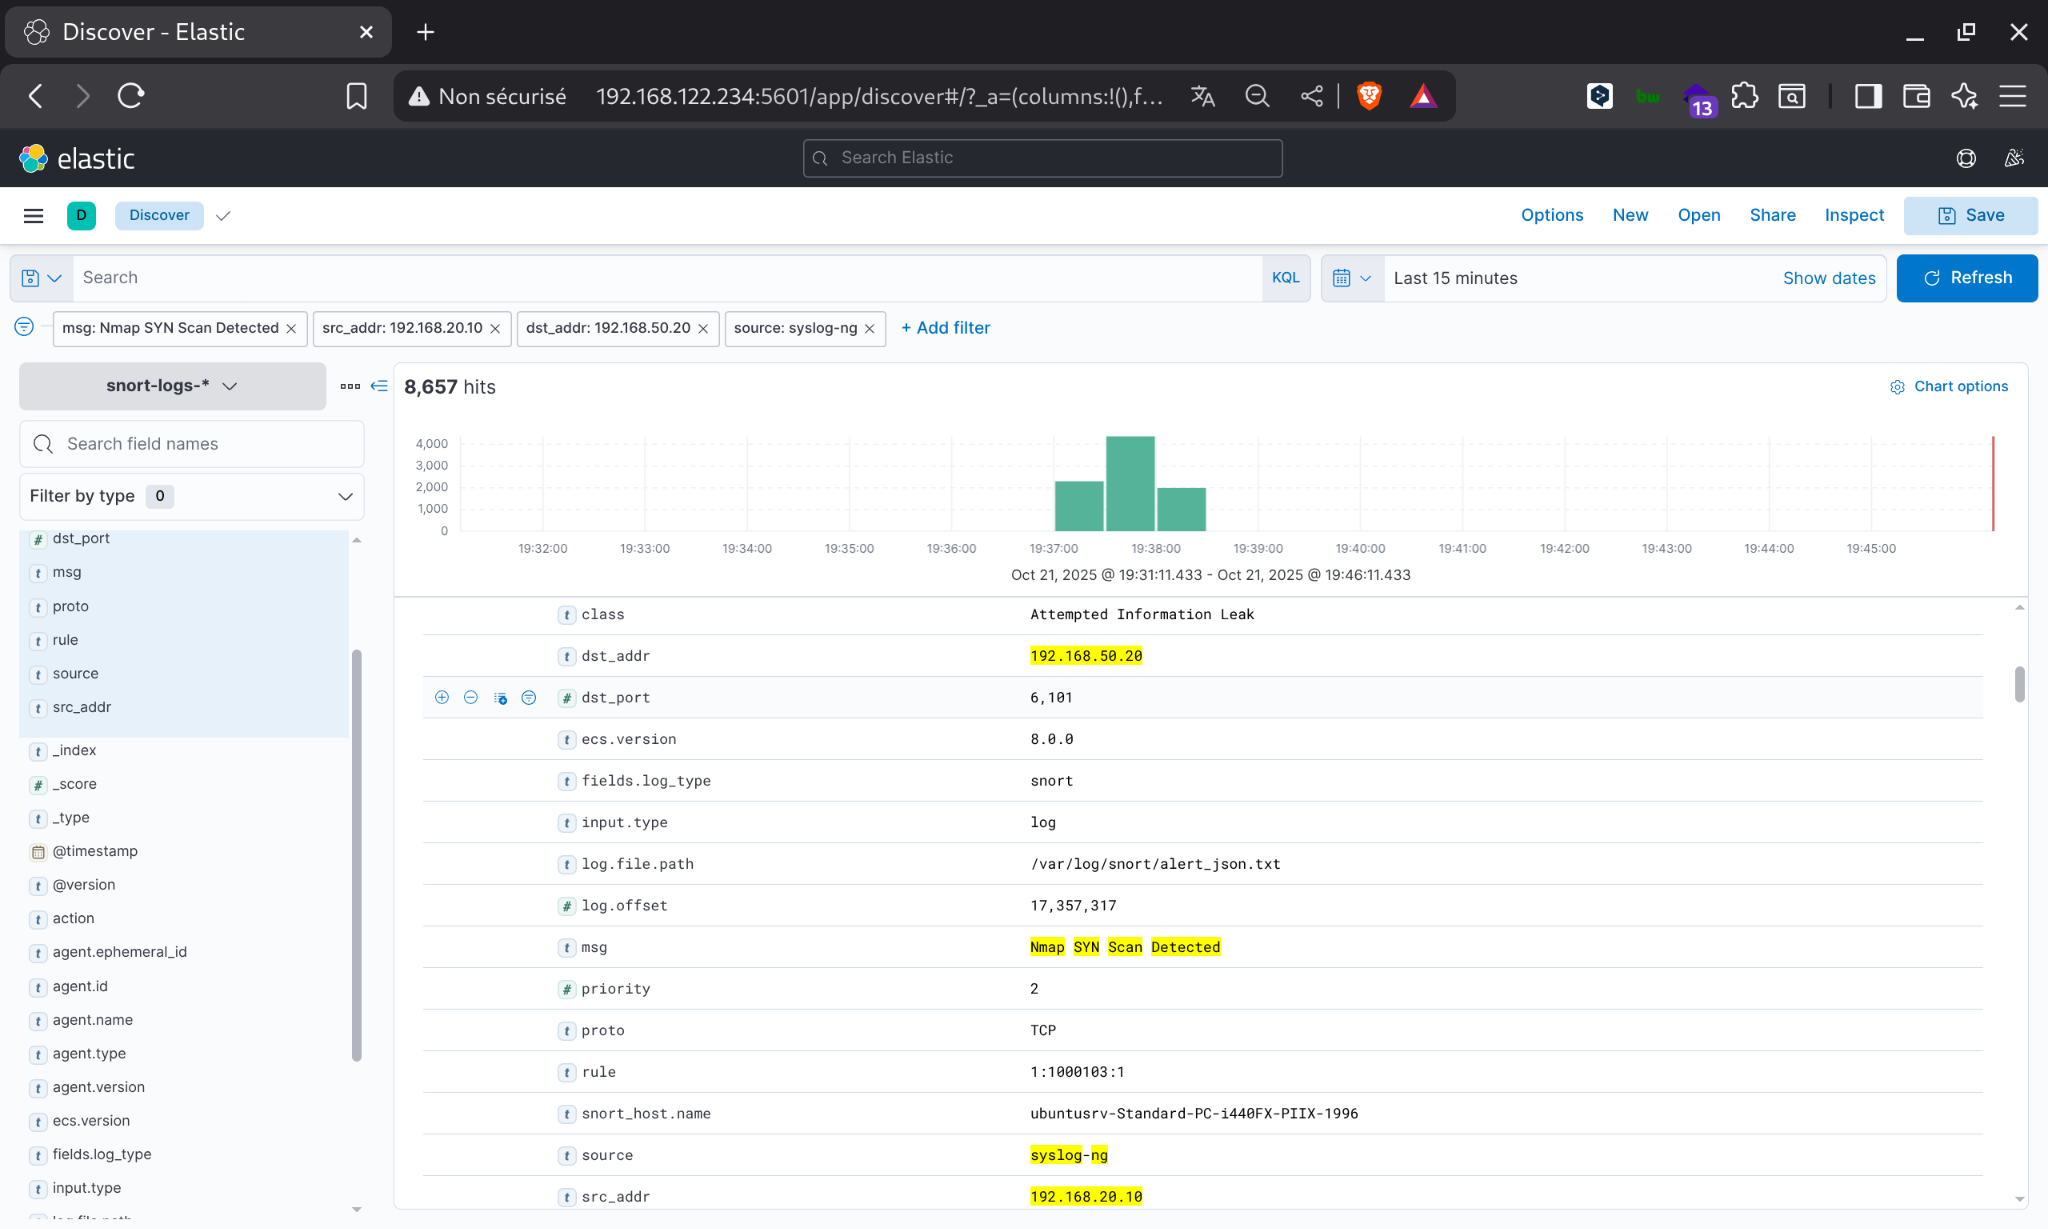 Discover - Elastic
Non sécurisé 192.168.122.234:5601/app/discover#/?_a=(columns:!(),f...
13
elastic
Search Elastic
D Discover
Options New Open Share Inspect Save
Search KQL Last 15 minutes Show dates Refresh
msg: Nmap SYN Scan Detected src_addr: 192.168.20.10 dst_addr: 192.168.50.20 source: syslog-ng + Add filter
snort-logs-*
8,657 hits
Chart options
Search field names
Filter by type 0
dst_port
msg
proto
rule
source
src_addr
_index
_score
_type
@timestamp
@version
action
agent.ephemeral_id
agent.id
agent.name
agent.type
agent.version
ecs.version
fields.log_type
input.type
4,000
3,000
2,000
1,000
0
19:32:00 19:33:00 19:34:00 19:35:00 19:36:00 19:37:00 19:38:00 19:39:00 19:40:00 19:41:00 19:42:00 19:43:00 19:44:00 19:45:00
Oct 21, 2025 @ 19:31:11.433 - Oct 21, 2025 @ 19:46:11.433
class Attempted Information Leak
dst_addr 192.168.50.20
dst_port 6,101
ecs.version 8.0.0
fields.log_type snort
input.type log
log.file.path /var/log/snort/alert_json.txt
log.offset 17,357,317
msg Nmap SYN Scan Detected
priority 2
proto TCP
rule 1:1000103:1
snort_host.name ubuntusrv-Standard-PC-i440FX-PIIX-1996
source syslog-ng
src_addr 192.168.20.10